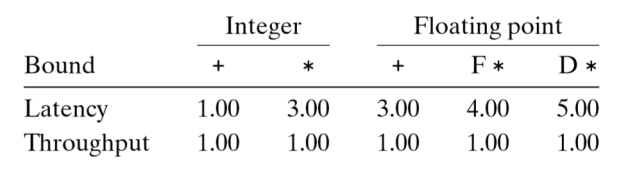 Integer Floating point
Bound + * + F * D *
Latency 1.00 3.00 3.00 4.00 5.00
Throughput 1.00 1.00 1.00 1.00 1.00